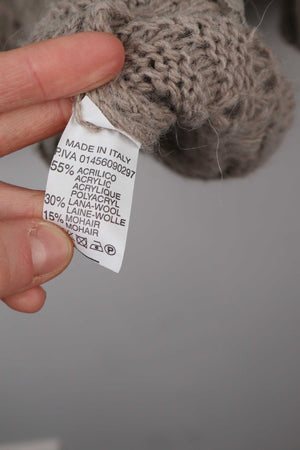 MADE IN ITALY
P.IVA 01456090297
55% ACRILICO
ACRYLIC
ACRYLIQUE
POLYACRYL
30% LANA-WOOL
LAINE-WOLLE
15% MOHAIR
MOHAIR
P